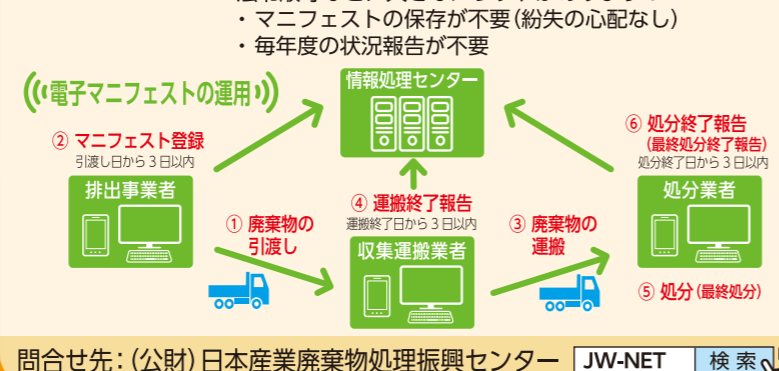 ・マニフェストの保存が不要(紛失の心配なし)
・毎年度の状況報告が不要
電子マニフェストの運用
情報処理センター
② マニフェスト登録
引渡し日から3日以内
排出事業者
① 廃棄物の
引渡し
④ 運搬終了報告
運搬終了日から3日以内
収集運搬業者
③ 廃棄物の
運搬
⑥ 処分終了報告
(最終処分終了報告)
処分終了日から3日以内
処分業者
⑤ 処分(最終処分)
問合せ先：(公財)日本産業廃棄物処理振興センター JW-NET 検索